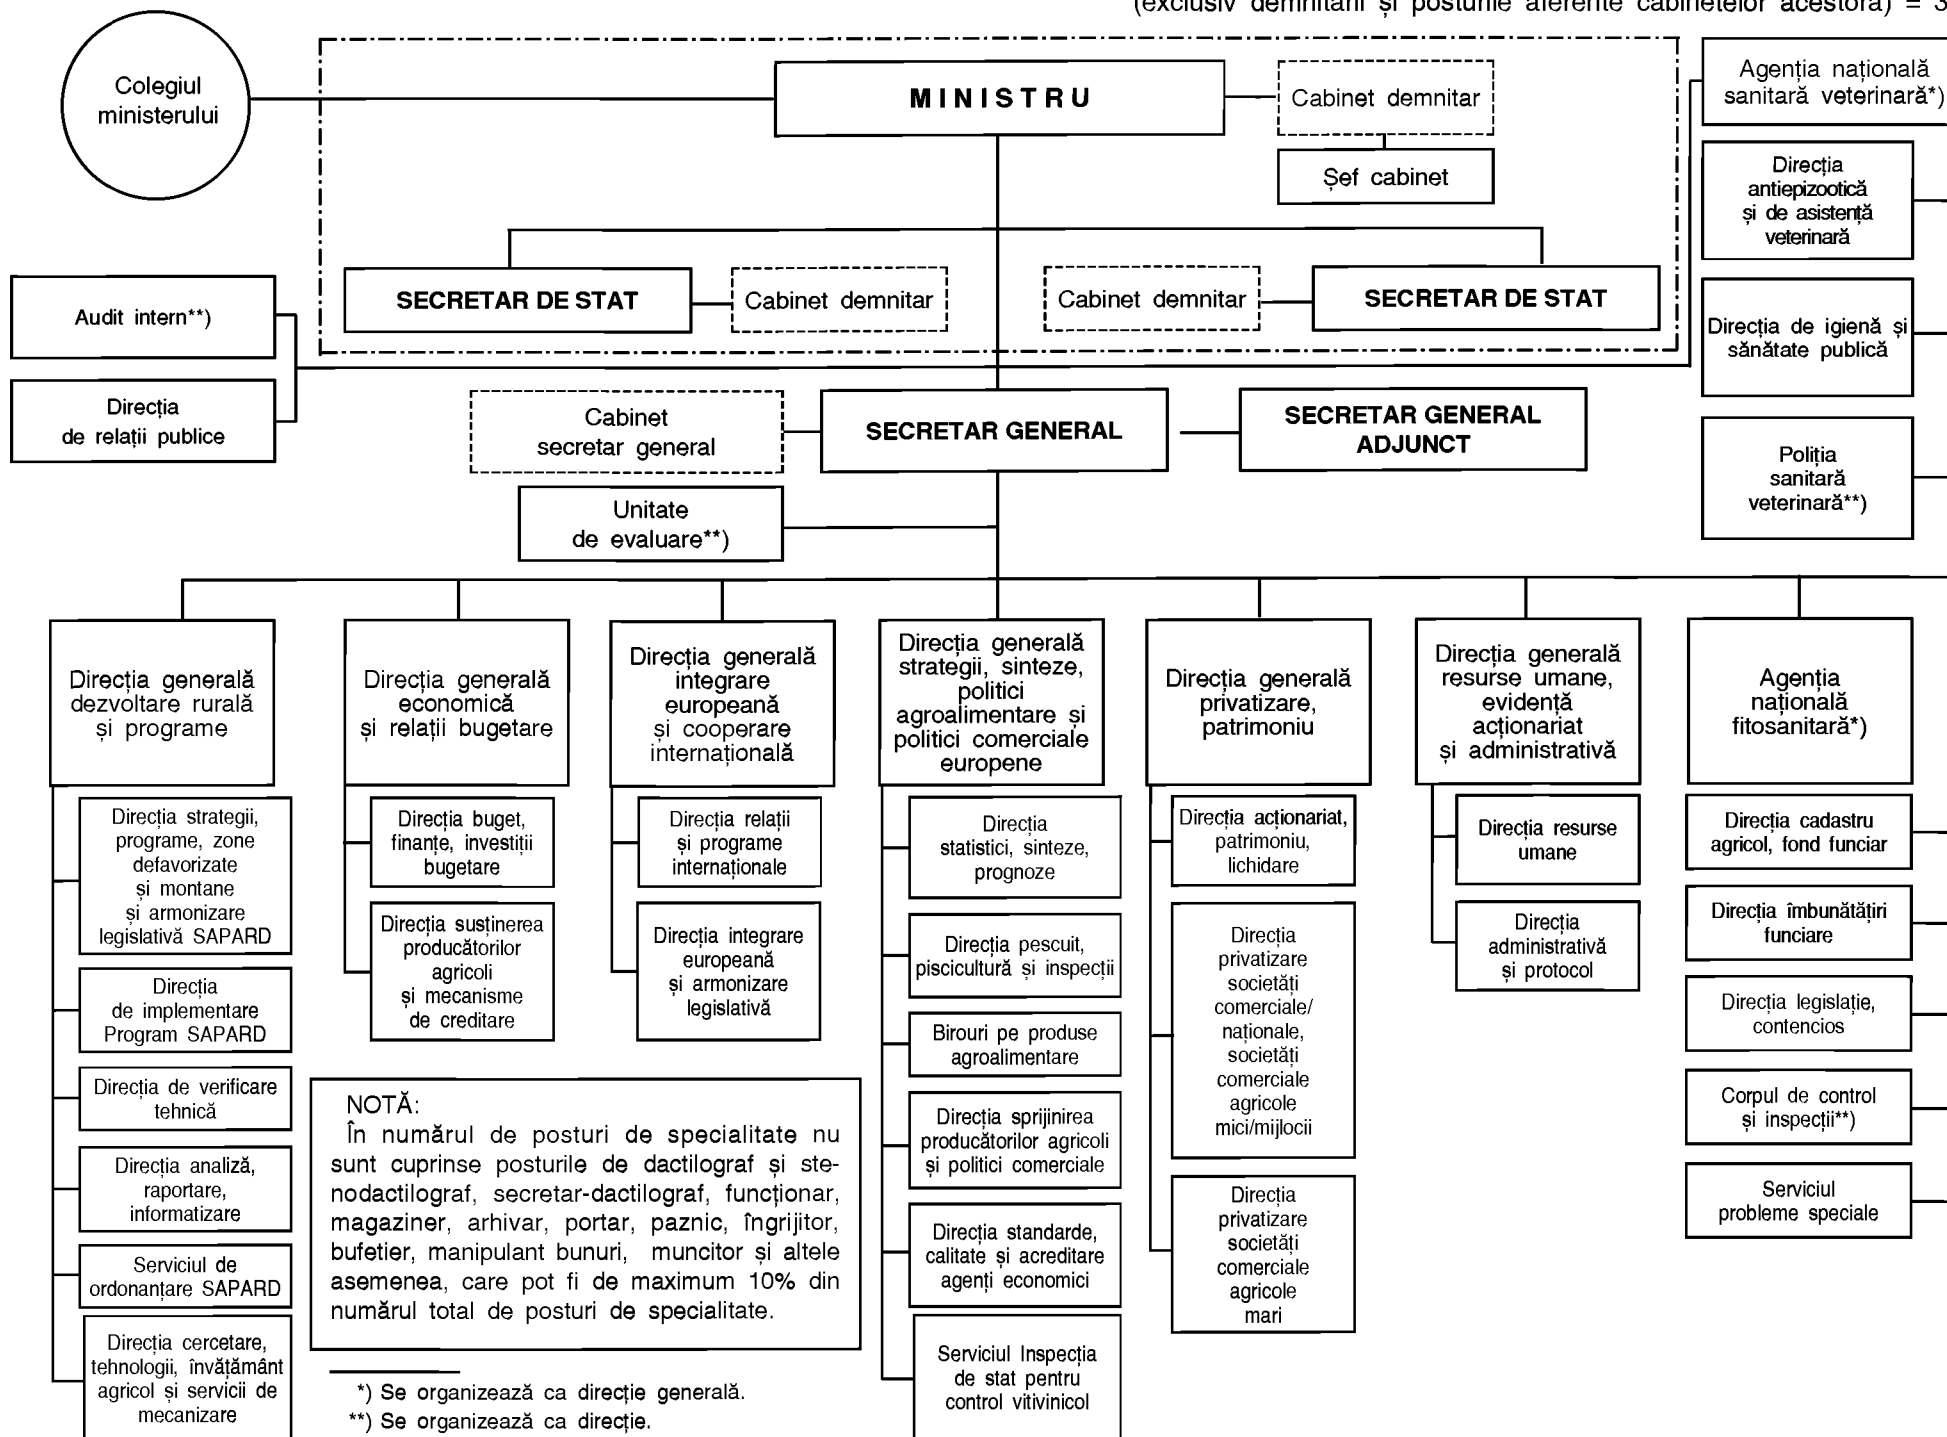 (exclusiv demnitarii și posturile aferente cabinetelor acestora) = 3
Colegiul
ministerului
MINISTRU
Cabinet demnitar
Șef cabinet
Agenția națională
sanitară veterinară*)
Direcția
antiepizootică
și de asistență
veterinară
SECRETAR DE STAT
Cabinet demnitar
Cabinet demnitar
SECRETAR DE STAT
Audit intern**)
Direcția de igienă și
sănătate publică
Direcția
de relații publice
Cabinet
secretar general
SECRETAR GENERAL
SECRETAR GENERAL
ADJUNCT
Poliția
sanitară
veterinară**)
Unitate
de evaluare**)
Direcția generală
dezvoltare rurală
și programe
Direcția generală
economică
și relații bugetare
Direcția generală
integrare
europeană
și cooperare
internațională
Direcția generală
strategii, sinteze,
politici
agroalimentare și
politici comerciale
europene
Direcția generală
privatizare,
patrimoniu
Direcția generală
resurse umane,
evidență
acționariat
și administrativă
Agenția
națională
fitosanitară*)
Direcția strategii,
programe, zone
defavorizate
și montane
și armonizare
legislativă SAPARD
Direcția
de implementare
Program SAPARD
Direcția de verificare
tehnică
Direcția analiză,
raportare,
informatizare
Serviciul de
ordonanțare SAPARD
Direcția cercetare,
tehnologii, învățământ
agricol și servicii de
mecanizare
Direcția buget,
finanțe, investiții
bugetare
Direcția susținerea
producătorilor
agricoli
și mecanisme
de creditare
Direcția relații
și programe
internaționale
Direcția integrare
europeană
și armonizare
legislativă
Direcția
statistici, sinteze,
prognoze
Direcția pescuit,
piscicultură și inspecții
Birouri pe produse
agroalimentare
Direcția sprijinirea
producătorilor agricoli
și politici comerciale
Direcția standarde,
calitate și acreditare
agenți economici
Serviciul Inspecția
de stat pentru
control vitivinicol
Direcția acționariat,
patrimoniu,
lichidare
Direcția
privatizare
societăți
comerciale/
naționale,
societăți
comerciale
agricole
mici/mijlocii
Direcția
privatizare
societăți
comerciale
agricole
mari
Direcția resurse
umane
Direcția
administrativă
și protocol
Direcția cadastru
agricol, fond funciar
Direcția îmbunătățiri
funciare
Direcția legislație,
contencios
Corpul de control
și inspecții**)
Serviciul
probleme speciale
NOTĂ:
În numărul de posturi de specialitate nu
sunt cuprinse posturile de dactilograf și ste-
nodactilograf, secretar-dactilograf, funcționar,
magaziner, arhivar, portar, paznic, îngrijitor,
bufetier, manipulant bunuri, muncitor și altele
asemenea, care pot fi de maximum 10% din
numărul total de posturi de specialitate.
*) Se organizează ca direcție generală.
**) Se organizează ca direcție.